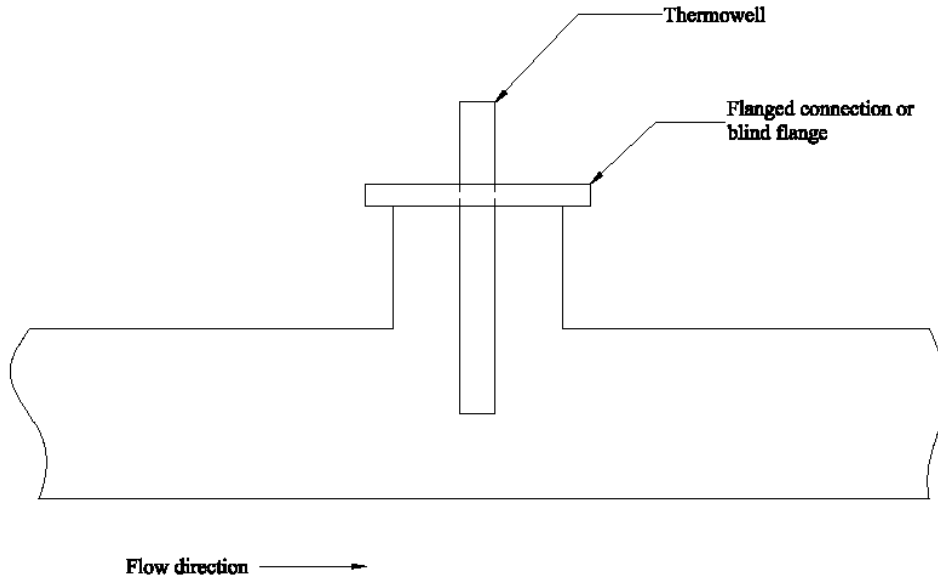 Thermowell
Flanged connection or
blind flange
Flow direction